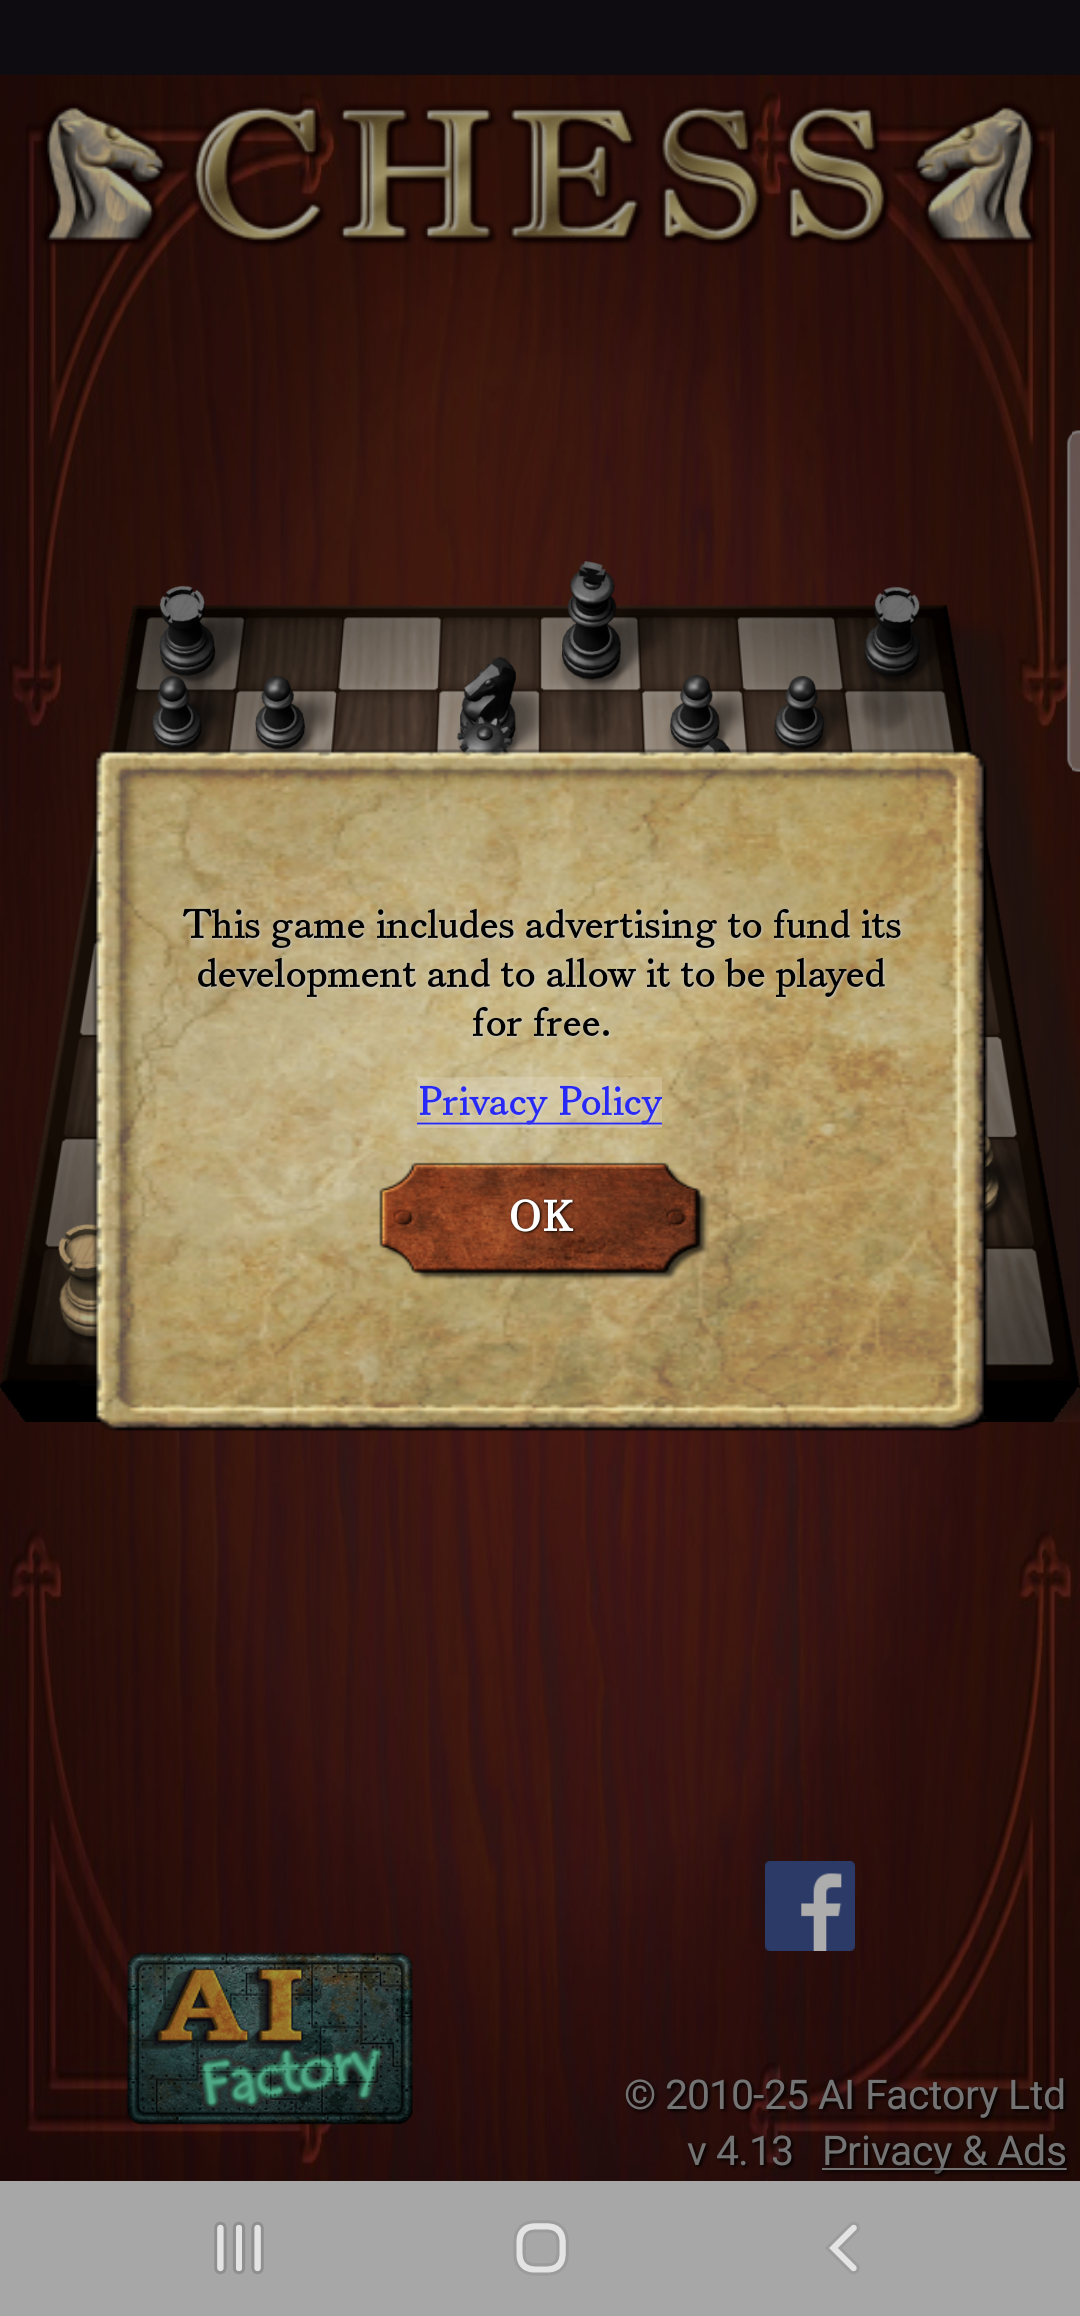 CHESS
This game includes advertising to fund its
development and to allow it to be played
for free.
Privacy Policy
OK
AI
Factory
© 2010-25 AI Factory Ltd
v 4.13 Privacy & Ads